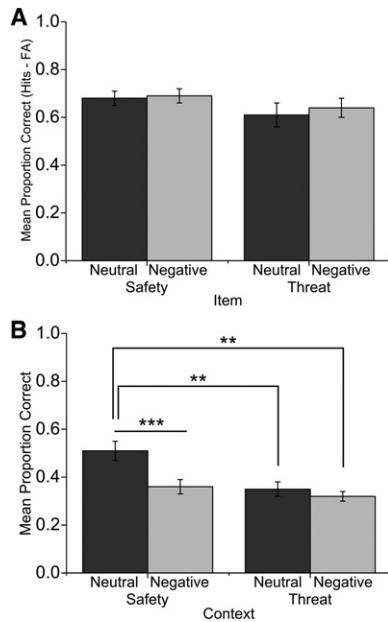 A
Mean Proportion Correct (Hits - FA)
1.0
0.8
0.6
0.4
0.2
0.0
Neutral Negative Neutral Negative
Safety Threat
Item
B
Mean Proportion Correct
1.0
0.8
0.6
0.4
0.2
0.0
**
**
***
Neutral Negative Neutral Negative
Safety Threat
Context